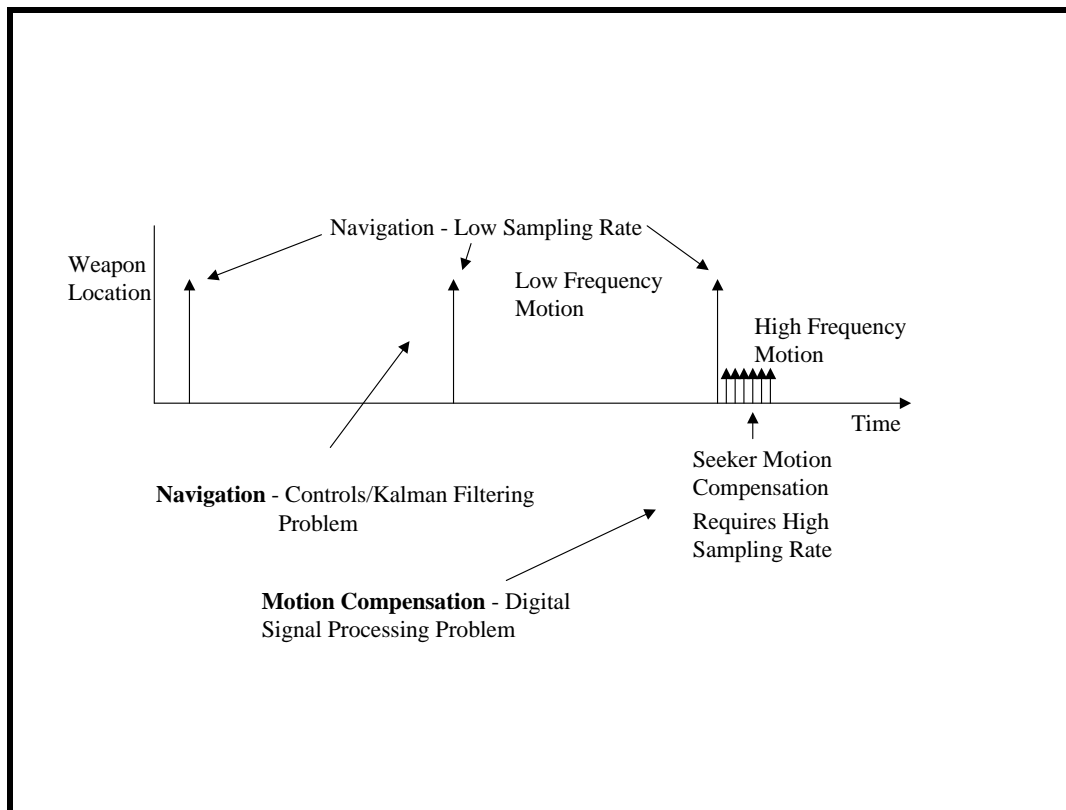 Navigation - Low Sampling Rate
Weapon
Location
Low Frequency
Motion
High Frequency
Motion
Time
Seeker Motion
Compensation
Requires High
Sampling Rate
Navigation - Controls/Kalman Filtering
Problem
Motion Compensation - Digital
Signal Processing Problem